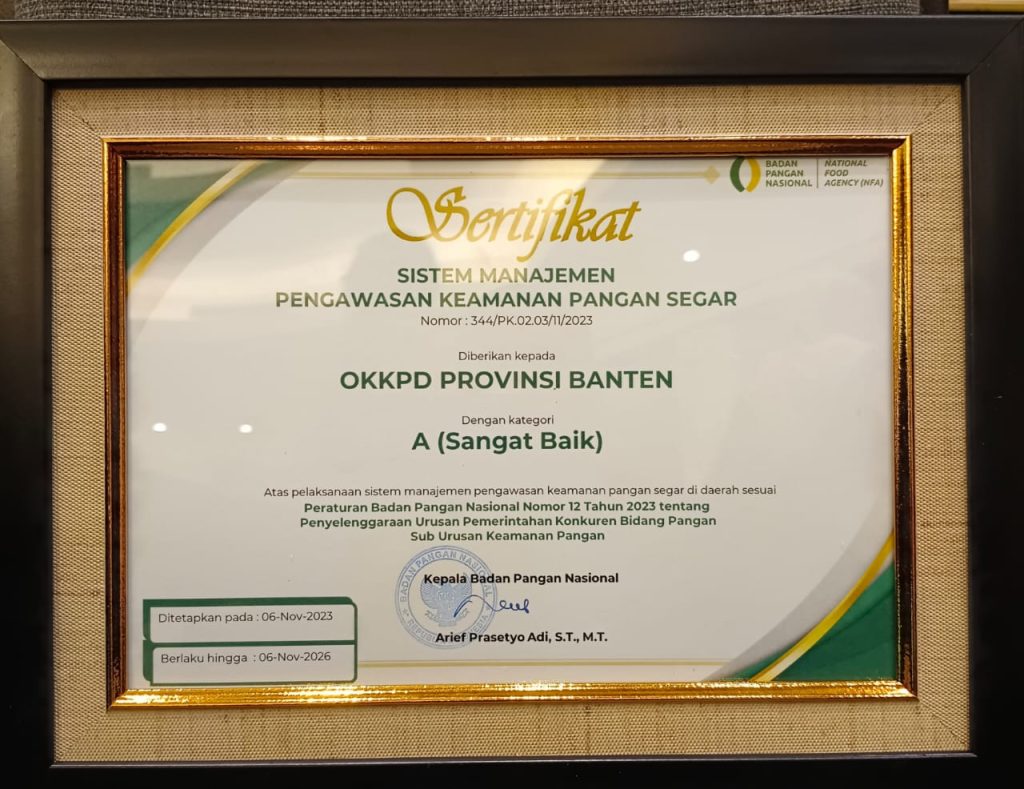 BADAN
PANGAN
NASIONAL
NATIONAL
FOOD
AGENCY (NFA)
Sertifikat
SISTEM MANAJEMEN
PENGAWASAN KEAMANAN PANGAN SEGAR
Nomor : 344/PK.02.03/11/2023
Diberikan kepada
OKKPD PROVINSI BANTEN
Dengan kategori
A (Sangat Baik)
Atas pelaksanaan sistem manajemen pengawasan keamanan pangan segar di daerah sesuai
Peraturan Badan Pangan Nasional Nomor 12 Tahun 2023 tentang
Penyelenggaraan Urusan Pemerintahan Konkuren Bidang Pangan
Sub Urusan Keamanan Pangan
Kepala Badan Pangan Nasional
BADAN PANGAN NASIONAL
Arief Prasetyo Adi, S.T., M.T.
Ditetapkan pada : 06-Nov-2023
Berlaku hingga : 06-Nov-2026